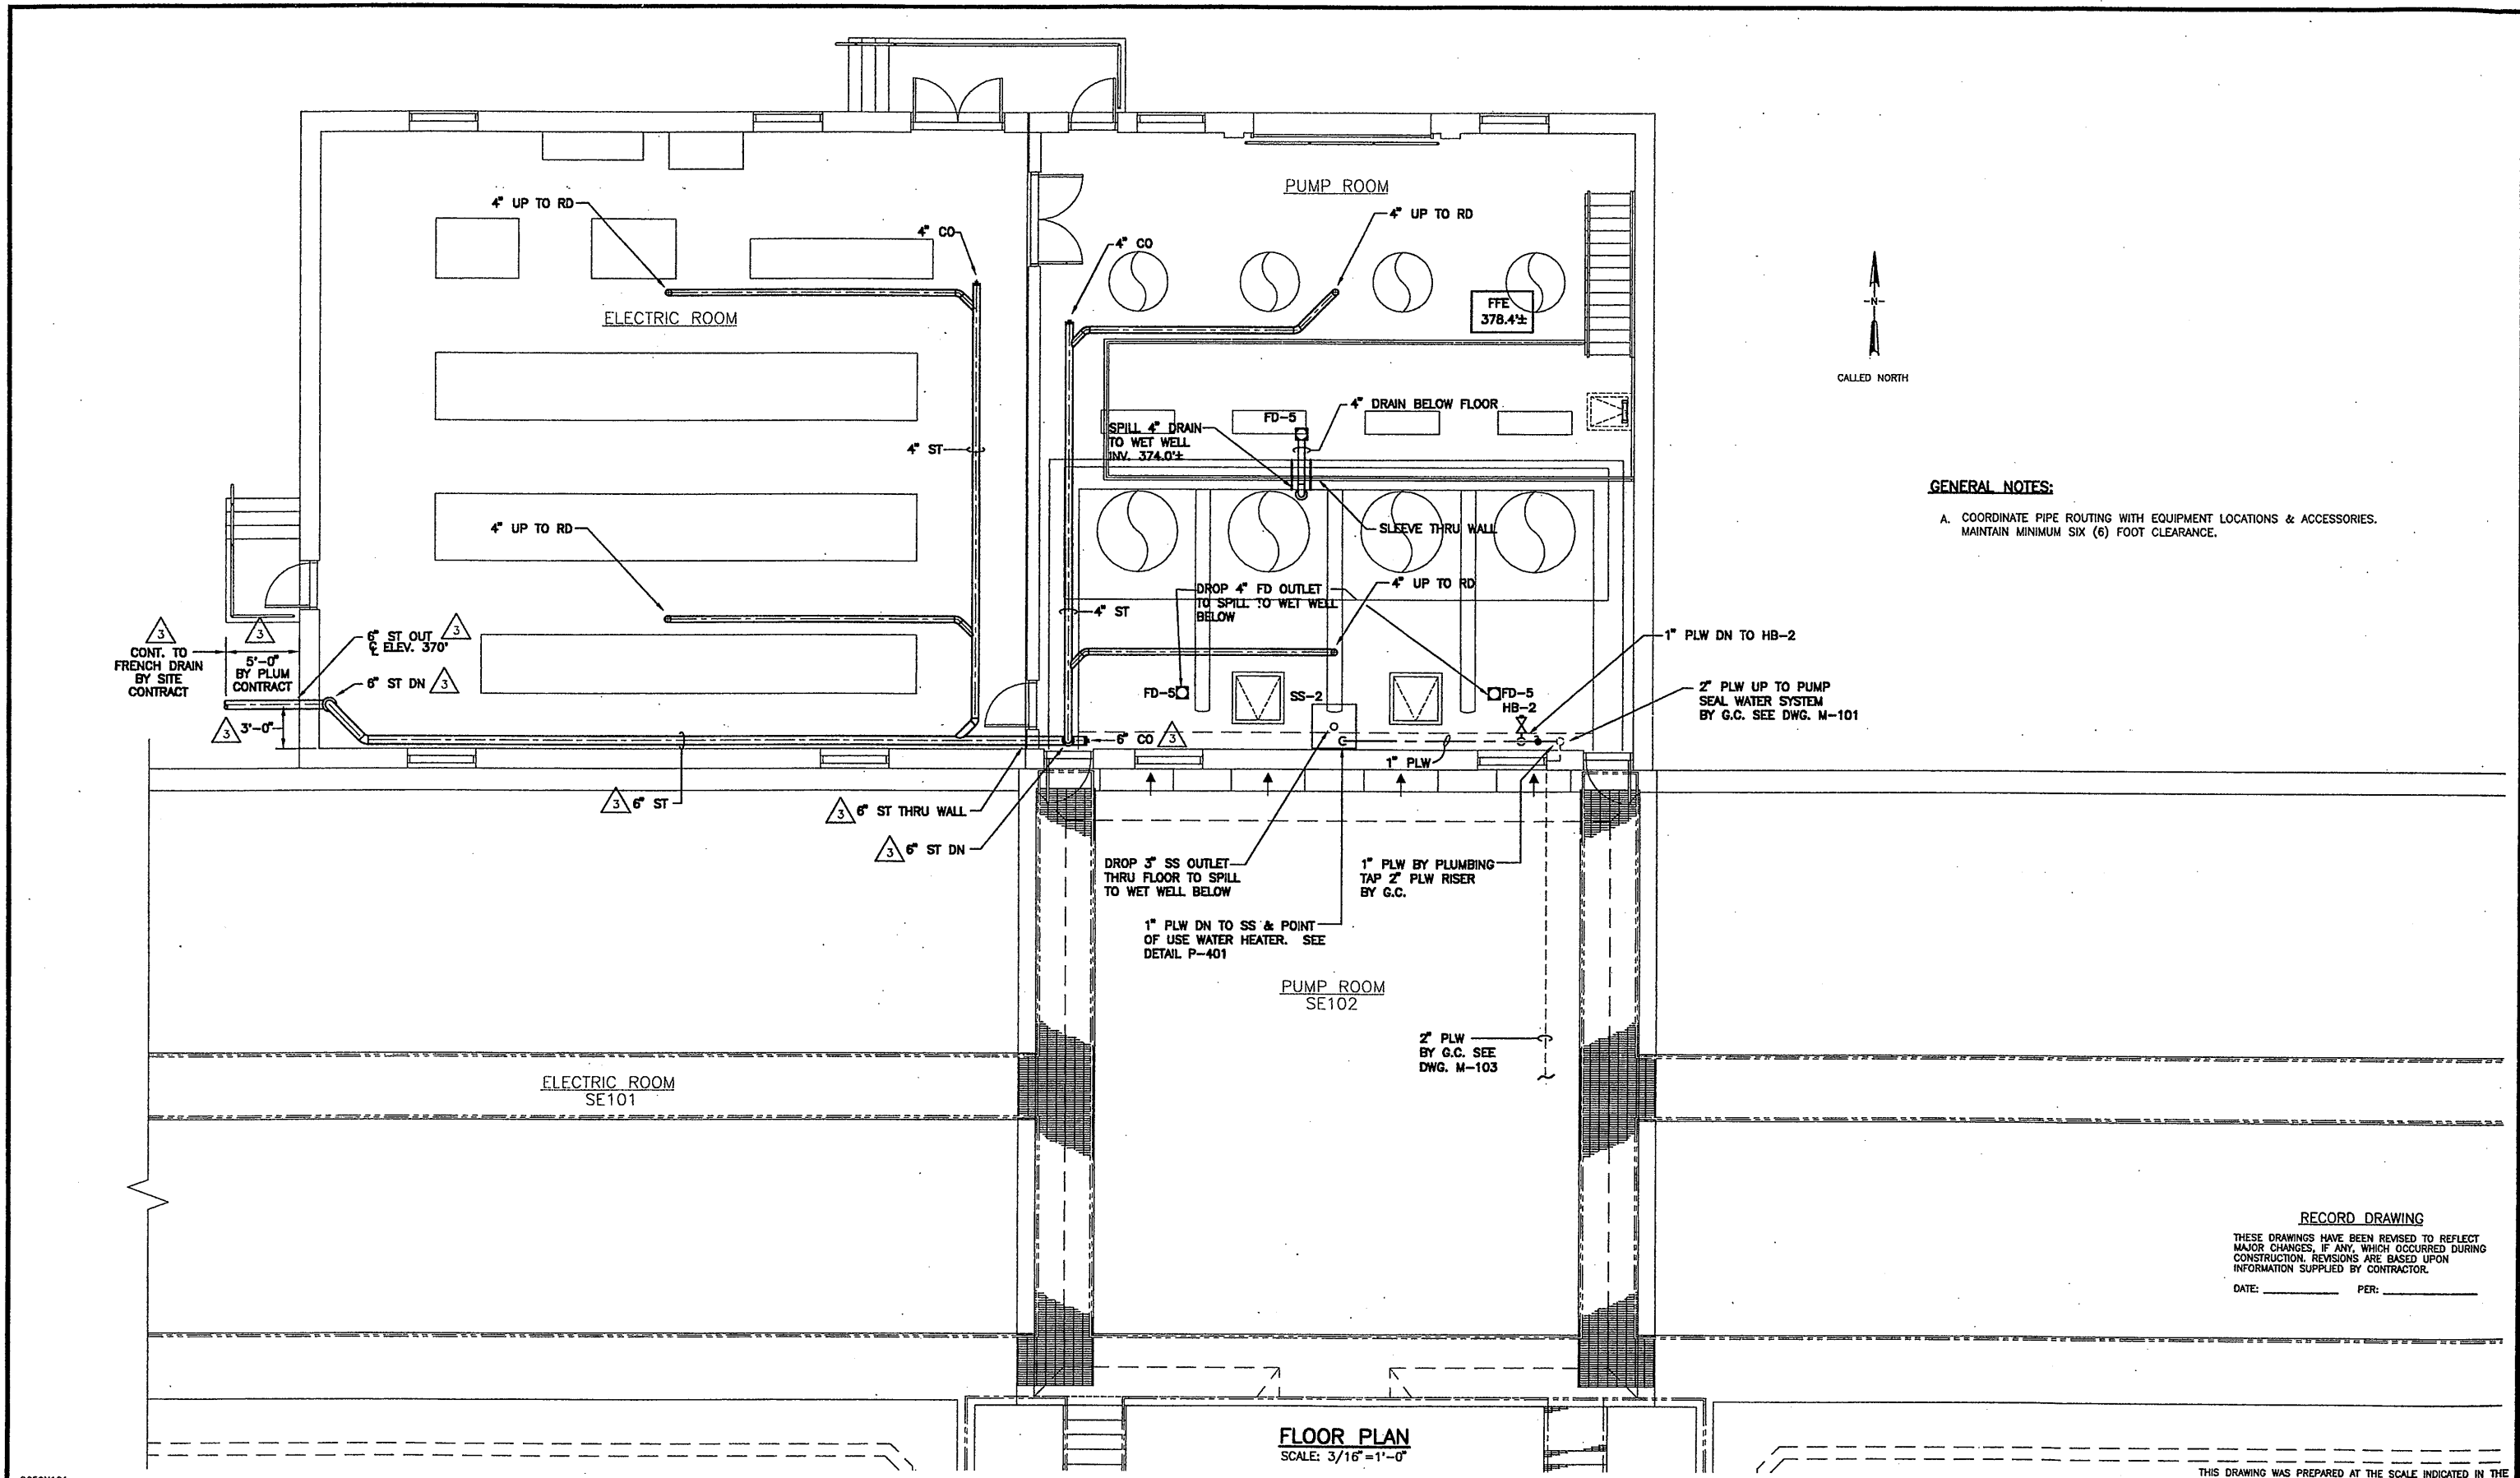 PUMP ROOM
4" UP TO RD
4" UP TO RD
4" CO
4" CO
ELECTRIC ROOM
FFE
378.4'±
-N-
CALLED NORTH
FD-5
4" DRAIN BELOW FLOOR
SPILL 4" DRAIN
TO WET WELL
INV. 374.0'±
4" ST
GENERAL NOTES:
A. COORDINATE PIPE ROUTING WITH EQUIPMENT LOCATIONS & ACCESSORIES.
MAINTAIN MINIMUM SIX (6) FOOT CLEARANCE.
4" UP TO RD
SLEEVE THRU WALL
DROP 4" FD OUTLET
TO SPILL TO WET WELL
BELOW
4" UP TO RD
4" ST
3
CONT. TO
FRENCH DRAIN
BY SITE
CONTRACT
3
5'-0"
BY PLUM
CONTRACT
6" ST OUT 3
℄ ELEV. 370'
6" ST DN 3
3 3'-0"
1" PLW DN TO HB-2
FD-5
SS-2
FD-5
HB-2
2" PLW UP TO PUMP
SEAL WATER SYSTEM
BY G.C. SEE DWG. M-101
6" CO 3
1" PLW
3 6" ST
3 6" ST THRU WALL
3 6" ST DN
DROP 3" SS OUTLET
THRU FLOOR TO SPILL
TO WET WELL BELOW
1" PLW BY PLUMBING
TAP 2" PLW RISER
BY G.C.
1" PLW DN TO SS & POINT
OF USE WATER HEATER. SEE
DETAIL P-401
PUMP ROOM
SE102
2" PLW
BY G.C. SEE
DWG. M-103
ELECTRIC ROOM
SE101
RECORD DRAWING
THESE DRAWINGS HAVE BEEN REVISED TO REFLECT
MAJOR CHANGES, IF ANY, WHICH OCCURRED DURING
CONSTRUCTION. REVISIONS ARE BASED UPON
INFORMATION SUPPLIED BY CONTRACTOR.
DATE: ____________ PER: ____________
FLOOR PLAN
SCALE: 3/16"=1'-0"
THIS DRAWING WAS PREPARED AT THE SCALE INDICATED IN THE